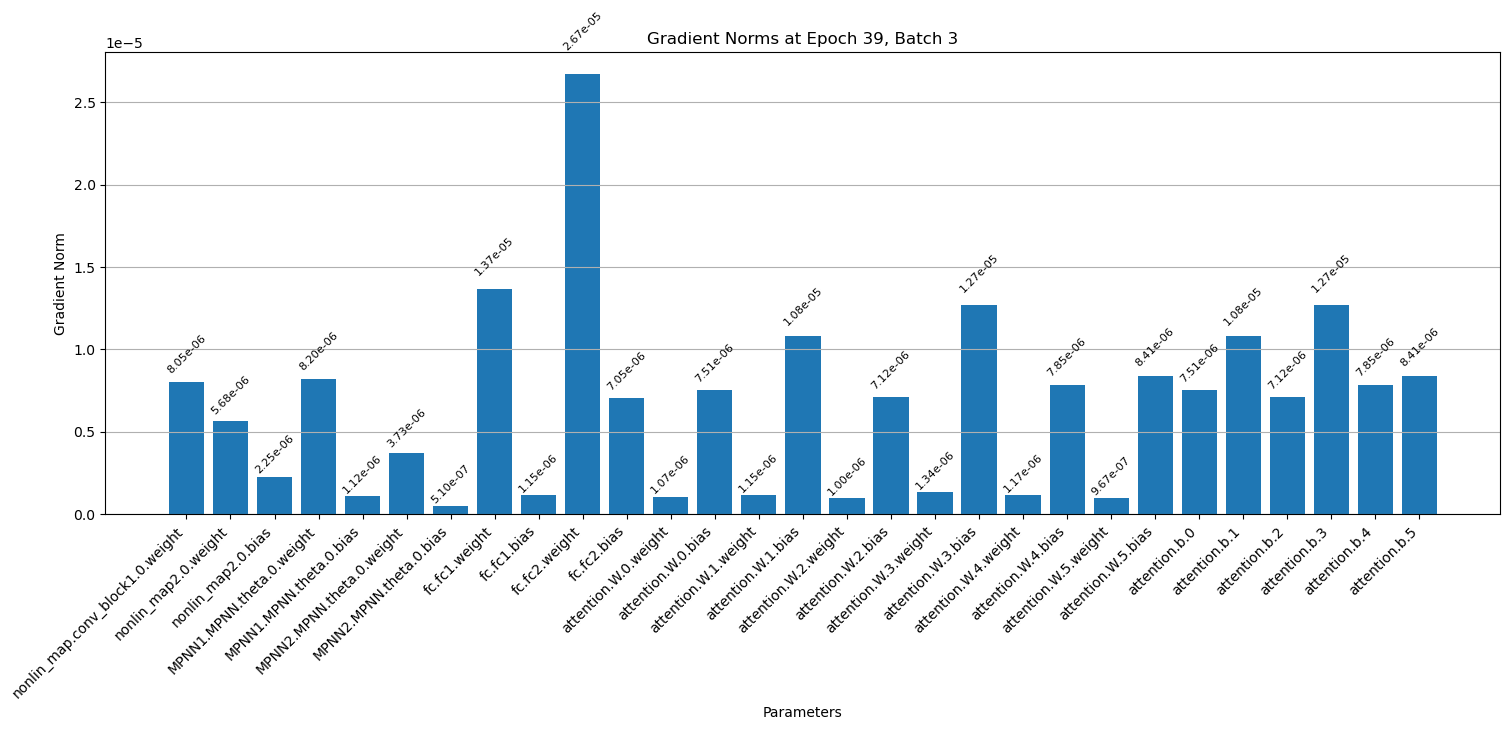 Gradient Norms at Epoch 39, Batch 3
1e−5
Gradient Norm
2.5
2.0
1.5
1.0
0.5
0.0
8.05e-06
5.68e-06
2.25e-06
8.20e-06
1.12e-06
3.73e-06
5.10e-07
1.37e-05
1.15e-06
2.67e-05
7.05e-06
1.07e-06
7.51e-06
1.15e-06
1.08e-05
1.00e-06
7.12e-06
1.34e-06
1.27e-05
1.17e-06
7.85e-06
9.67e-07
8.41e-06
7.51e-06
1.08e-05
7.12e-06
1.27e-05
7.85e-06
8.41e-06
nonlin_map.conv_block1.0.weight
nonlin_map2.0.weight
nonlin_map2.0.bias
MPNN1.MPNN.theta.0.weight
MPNN1.MPNN.theta.0.bias
MPNN2.MPNN.theta.0.weight
MPNN2.MPNN.theta.0.bias
fc.fc1.weight
fc.fc1.bias
fc.fc2.weight
fc.fc2.bias
attention.W.0.weight
attention.W.0.bias
attention.W.1.weight
attention.W.1.bias
attention.W.2.weight
attention.W.2.bias
attention.W.3.weight
attention.W.3.bias
attention.W.4.weight
attention.W.4.bias
attention.W.5.weight
attention.W.5.bias
attention.b.0
attention.b.1
attention.b.2
attention.b.3
attention.b.4
attention.b.5
Parameters